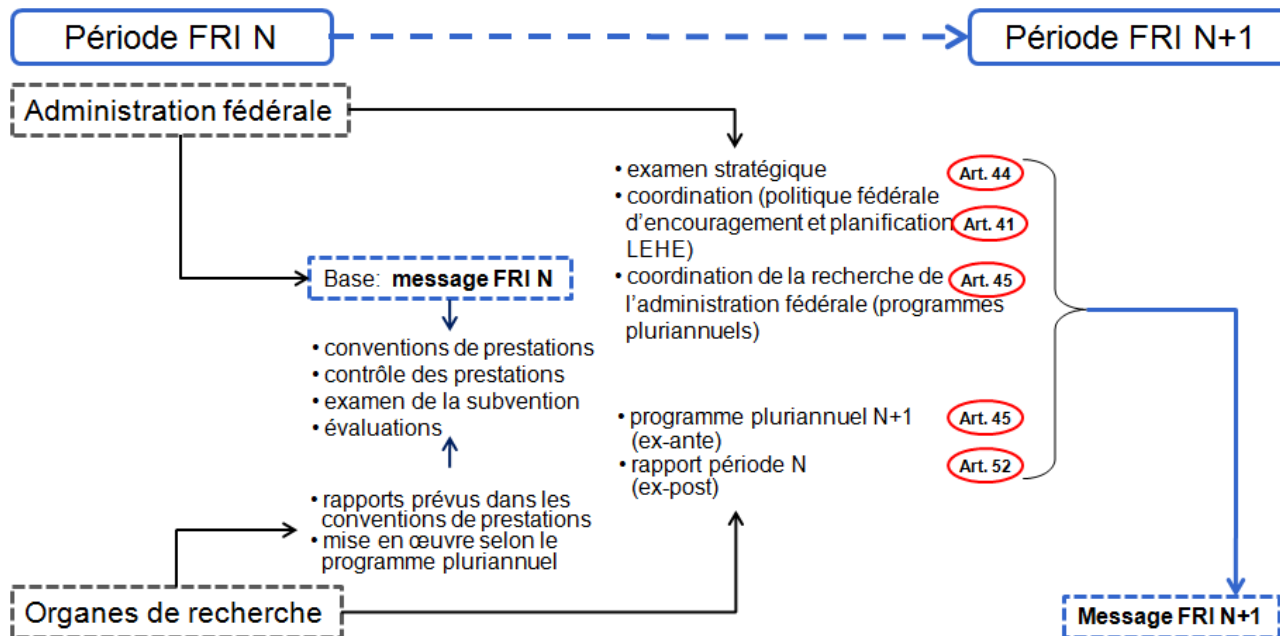 Période FRI N
Période FRI N+1
Administration fédérale
• examen stratégique
Art. 44
• coordination (politique fédérale
d'encouragement et planification
Art. 41
LEHE)
• coordination de la recherche de
Art. 45
l'administration fédérale (programmes
pluriannuels)
Base: message FRI N
• conventions de prestations
• contrôle des prestations
• examen de la subvention
• évaluations
• programme pluriannuel N+1
Art. 45
(ex-ante)
• rapport période N
Art. 52
(ex-post)
• rapports prévus dans les
conventions de prestations
• mise en œuvre selon le
programme pluriannuel
Organes de recherche
Message FRI N+1